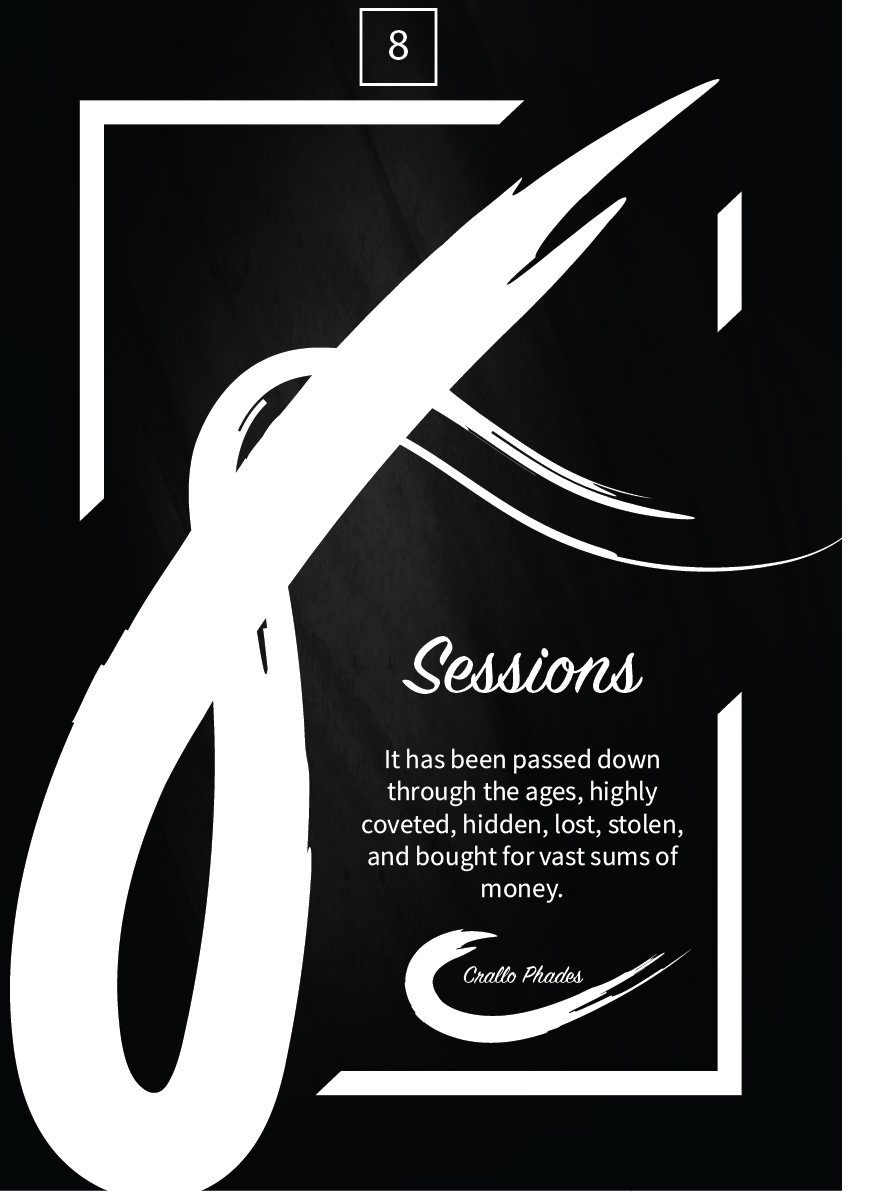 8
Sessions
It has been passed down
through the ages, highly
coveted, hidden, lost, stolen,
and bought for vast sums of
money.
Crallo Phades